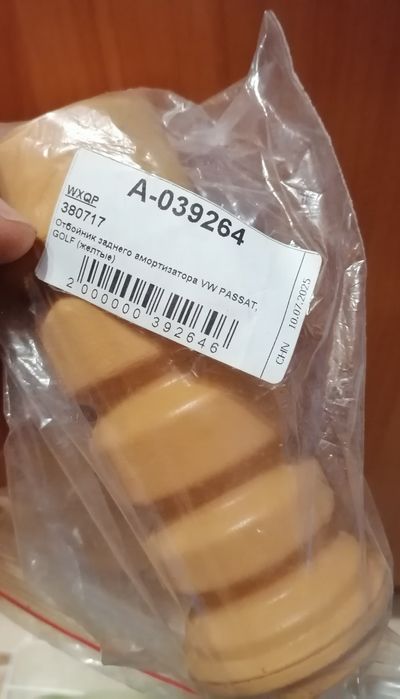 A-039264
WXQP
380717
Отбойник заднего амортизатора VW PASSAT,
GOLF (желтые)
2 000000 392646
CHN 10.07.2025